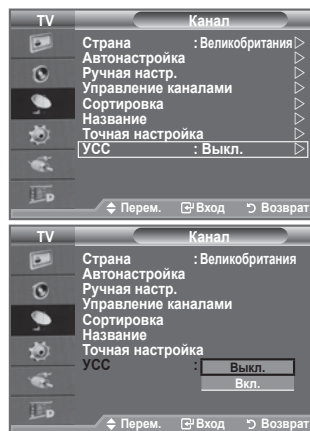 TV Канал
Страна : Великобритания
Автонастройка
Ручная настр.
Управление каналами
Сортировка
Название
Точная настройка
УСС : Выкл.
Перем. Вход Возврат
TV Канал
Страна : Великобритания
Автонастройка
Ручная настр.
Управление каналами
Сортировка
Название
Точная настройка
УСС : Выкл.
Вкл.
Перем. Вход Возврат